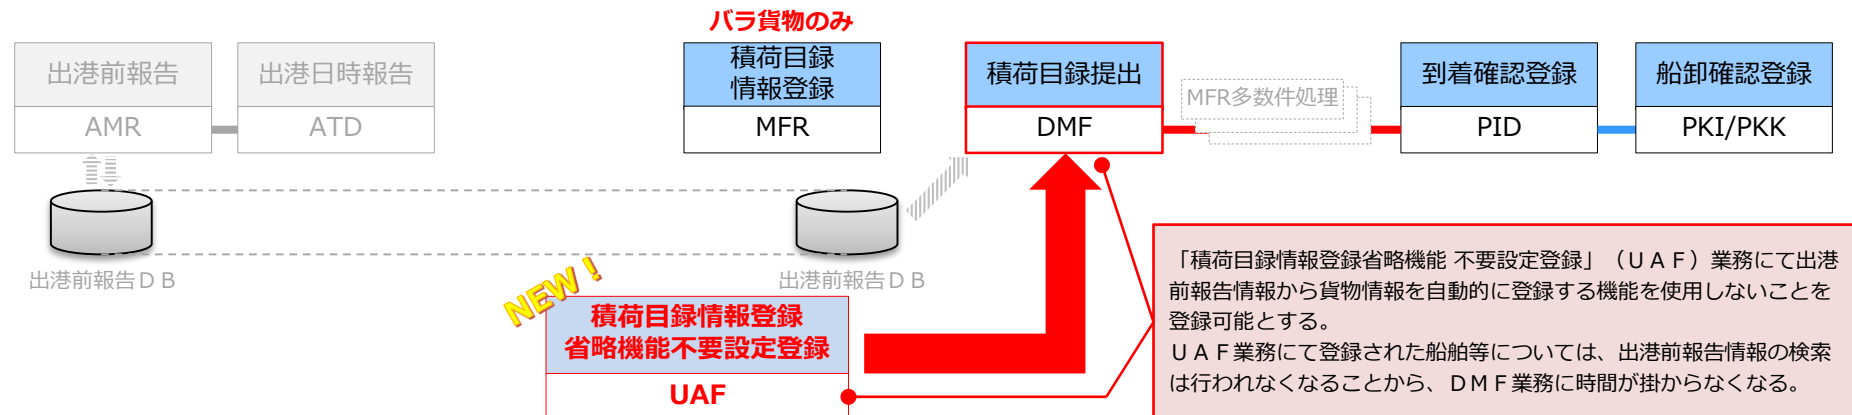 バラ貨物のみ
出港前報告
AMR
出港日時報告
ATD
積荷目録
情報登録
MFR
積荷目録提出
DMF
MFR多数件処理
到着確認登録
PID
船卸確認登録
PKI/PKK
出港前報告ＤＢ
出港前報告ＤＢ
NEW！
積荷目録情報登録
省略機能不要設定登録
UAF
「積荷目録情報登録省略機能 不要設定登録」（ＵＡＦ）業務にて出港
前報告情報から貨物情報を自動的に登録する機能を使用しないことを
登録可能とする。
ＵＡＦ業務にて登録された船舶等については、出港前報告情報の検索
は行われなくなることから、ＤＭＦ業務に時間が掛からなくなる。